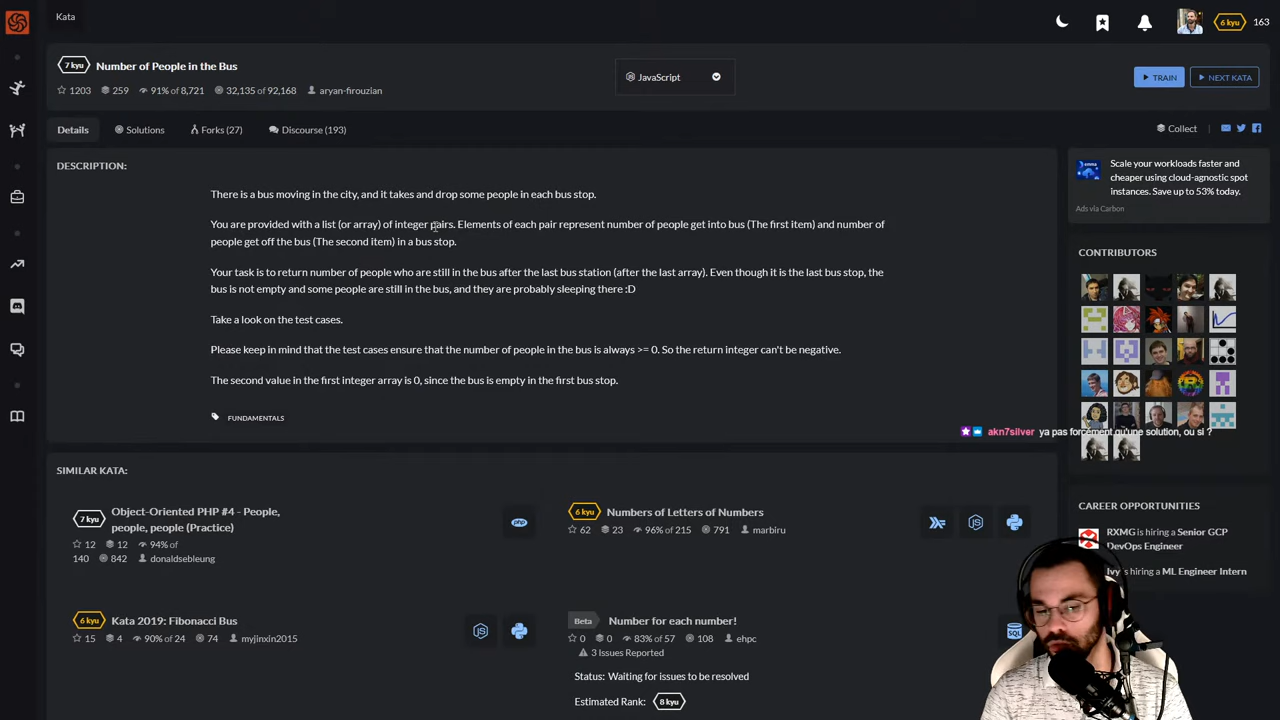 Kata
6 kyu
163
7 kyu
Number of People in the Bus
1203
259
91% of 8,721
32,135 of 92,168
aryan-firouzian
JavaScript
TRAIN
NEXT KATA
Details
Solutions
Forks (27)
Discourse (193)
Collect
DESCRIPTION:
There is a bus moving in the city, and it takes and drop some people in each bus stop.
You are provided with a list (or array) of integer pairs. Elements of each pair represent number of people get into bus (The first item) and number of
people get off the bus (The second item) in a bus stop.
Your task is to return number of people who are still in the bus after the last bus station (after the last array). Even though it is the last bus stop, the
bus is not empty and some people are still in the bus, and they are probably sleeping there :D
Take a look on the test cases.
Please keep in mind that the test cases ensure that the number of people in the bus is always >= 0. So the return integer can't be negative.
The second value in the first integer array is 0, since the bus is empty in the first bus stop.
FUNDAMENTALS
emma
Scale your workloads faster and
cheaper using cloud-agnostic spot
instances. Save up to 53% today.
Ads via Carbon
CONTRIBUTORS
akn7silver ya pas forcément qu'une solution, ou si ?
SIMILAR KATA:
7 kyu
Object-Oriented PHP #4 - People,
people, people (Practice)
12
12
94% of
140
842
donaldsebleung
php
6 kyu
Numbers of Letters of Numbers
62
23
96% of 215
791
marbiru
6 kyu
Kata 2019: Fibonacci Bus
15
4
90% of 24
74
myjinxin2015
Beta
Number for each number!
0
0
83% of 57
108
ehpc
3 Issues Reported
SQL
Status: Waiting for issues to be resolved
Estimated Rank:
8 kyu
CAREER OPPORTUNITIES
RXMG is hiring a Senior GCP
DevOps Engineer
Ivy is hiring a ML Engineer Intern